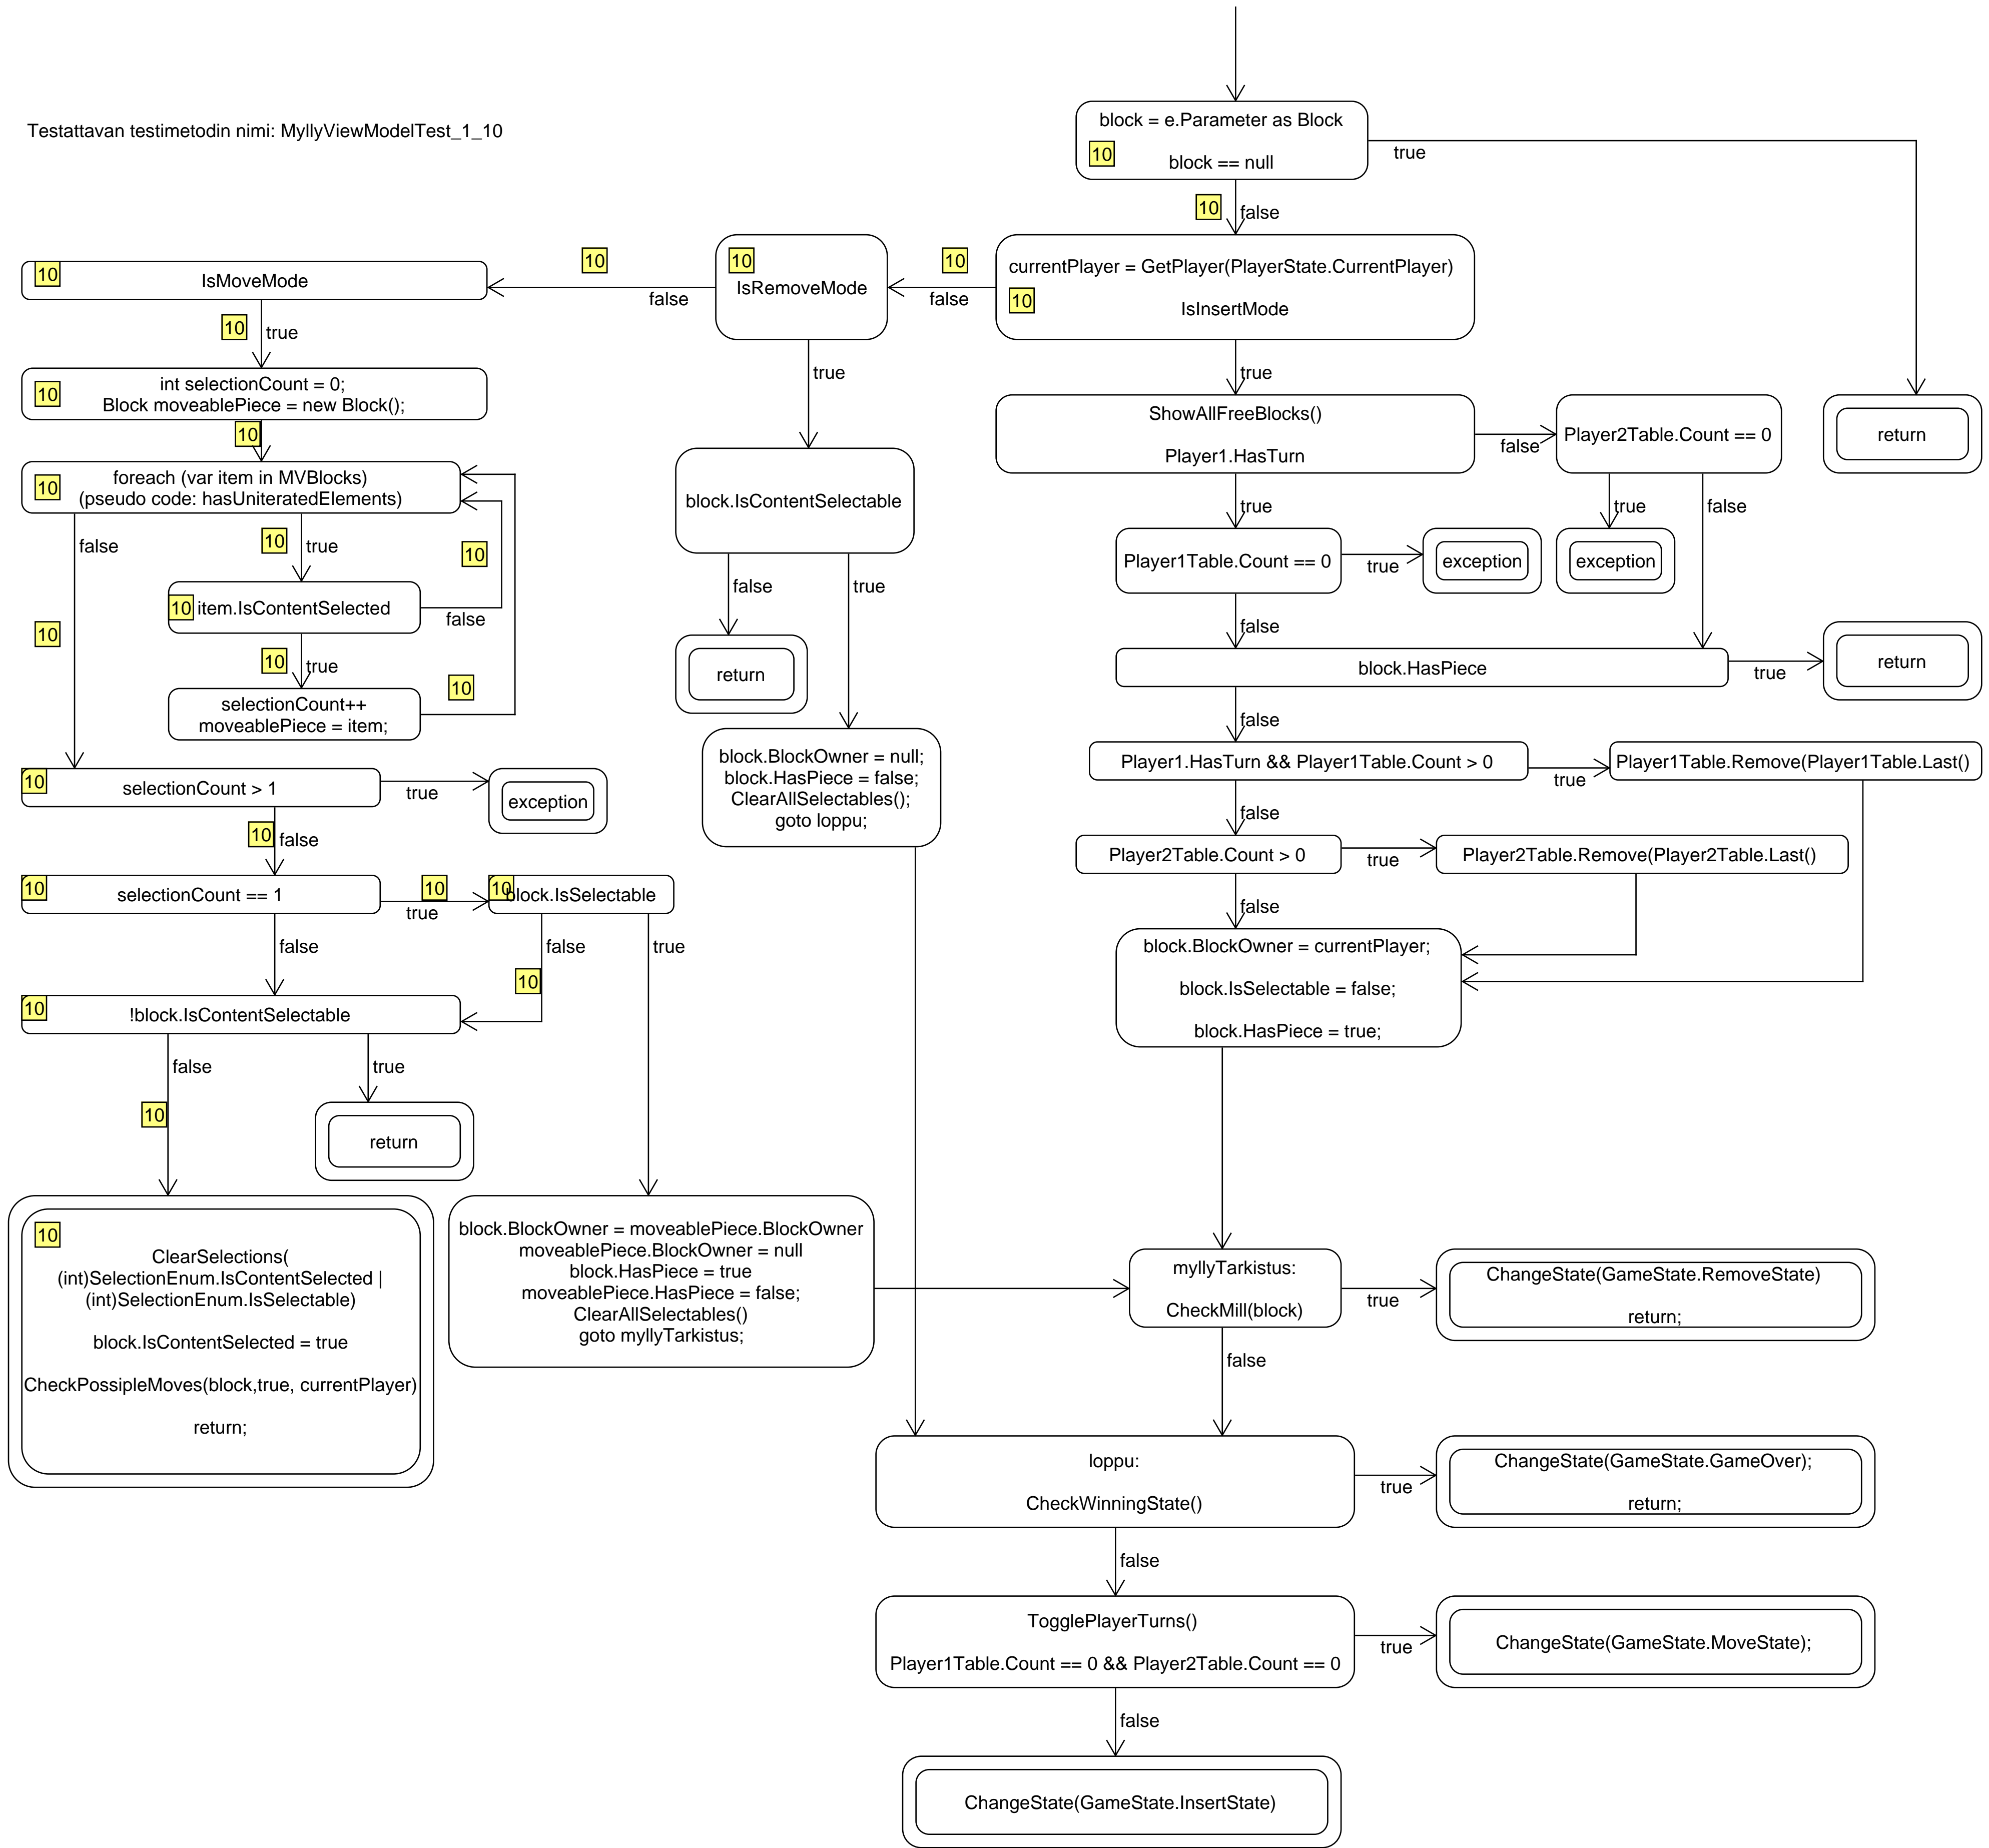 Testattavan testimetodin nimi: MyllyViewModelTest_1_10
block = e.Parameter as Block
10
block == null
true
10
false
currentPlayer = GetPlayer(PlayerState.CurrentPlayer)
10
IsInsertMode
10
false
10
IsRemoveMode
10
false
10
IsMoveMode
10
true
10
int selectionCount = 0;
Block moveablePiece = new Block();
10
10
foreach (var item in MVBlocks)
(pseudo code: hasUniteratedElements)
false
10
10
true
10
item.IsContentSelected
false
10
10
true
selectionCount++
moveablePiece = item;
10
10
selectionCount > 1
true
exception
10
false
10
selectionCount == 1
10
true
10
block.IsSelectable
false
false
10
true
10
!block.IsContentSelectable
false
10
true
return
10
ClearSelections(
(int)SelectionEnum.IsContentSelected |
(int)SelectionEnum.IsSelectable)
block.IsContentSelected = true
CheckPossipleMoves(block,true, currentPlayer)
return;
block.BlockOwner = moveablePiece.BlockOwner
moveablePiece.BlockOwner = null
block.HasPiece = true
moveablePiece.HasPiece = false;
ClearAllSelectables()
goto myllyTarkistus;
true
block.IsContentSelectable
false
return
true
block.BlockOwner = null;
block.HasPiece = false;
ClearAllSelectables();
goto loppu;
true
ShowAllFreeBlocks()
Player1.HasTurn
false
Player2Table.Count == 0
return
true
true
false
Player1Table.Count == 0
true
exception
exception
false
block.HasPiece
true
return
false
Player1.HasTurn && Player1Table.Count > 0
true
Player1Table.Remove(Player1Table.Last()
false
Player2Table.Count > 0
true
Player2Table.Remove(Player2Table.Last()
false
block.BlockOwner = currentPlayer;
block.IsSelectable = false;
block.HasPiece = true;
myllyTarkistus:
CheckMill(block)
true
ChangeState(GameState.RemoveState)
return;
false
loppu:
CheckWinningState()
true
ChangeState(GameState.GameOver);
return;
false
TogglePlayerTurns()
Player1Table.Count == 0 && Player2Table.Count == 0
true
ChangeState(GameState.MoveState);
false
ChangeState(GameState.InsertState)